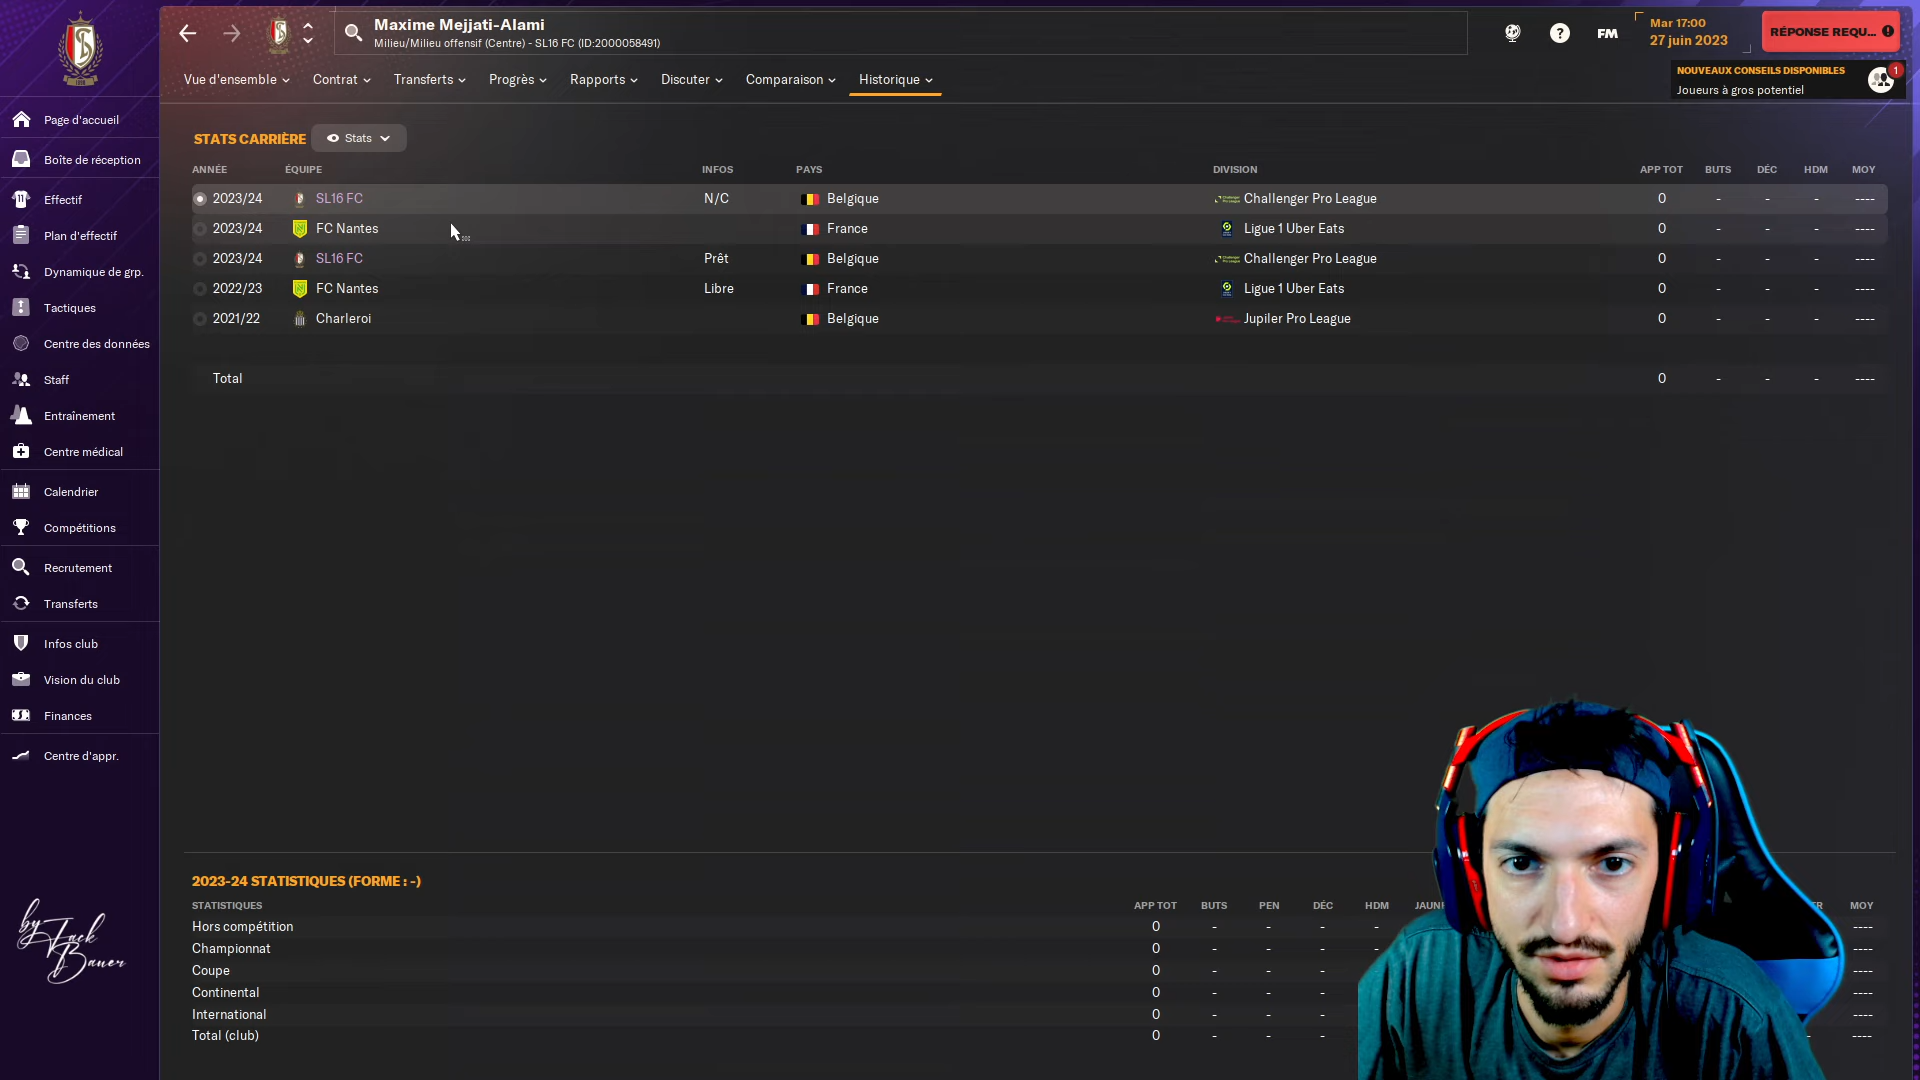 Maxime Mejjati-Alami
Milieu/Milieu offensif (Centre) - SL16 FC (ID:2000058491)
FM
Mar 17:00
27 juin 2023
RÉPONSE REQU...
NOUVEAUX CONSEILS DISPONIBLES
Joueurs à gros potentiel
1
Vue d'ensemble
Contrat
Transferts
Progrès
Rapports
Discuter
Comparaison
Historique
Page d'accueil
Boîte de réception
Effectif
Plan d'effectif
Dynamique de grp.
Tactiques
Centre des données
Staff
Entraînement
Centre médical
Calendrier
Compétitions
Recrutement
Transferts
Infos club
Vision du club
Finances
Centre d'appr.
by Jack Bauer
STATS CARRIÈRE Stats
ANNÉE ÉQUIPE INFOS PAYS DIVISION APP TOT BUTS DÉC HDM MOY
2023/24 SL16 FC N/C Belgique Challenger Pro League 0 - - - ----
2023/24 FC Nantes France Ligue 1 Uber Eats 0 - - - ----
2023/24 SL16 FC Prêt Belgique Challenger Pro League 0 - - - ----
2022/23 FC Nantes Libre France Ligue 1 Uber Eats 0 - - - ----
2021/22 Charleroi Belgique Jupiler Pro League 0 - - - ----
Total 0 - - - ----
2023-24 STATISTIQUES (FORME : -)
STATISTIQUES APP TOT BUTS PEN DÉC HDM MOY
Hors compétition 0 - - - - ----
Championnat 0 - - - - ----
Coupe 0 - - - ----
Continental 0 - - - ----
International 0 - - - ----
Total (club) 0 - - - - ----